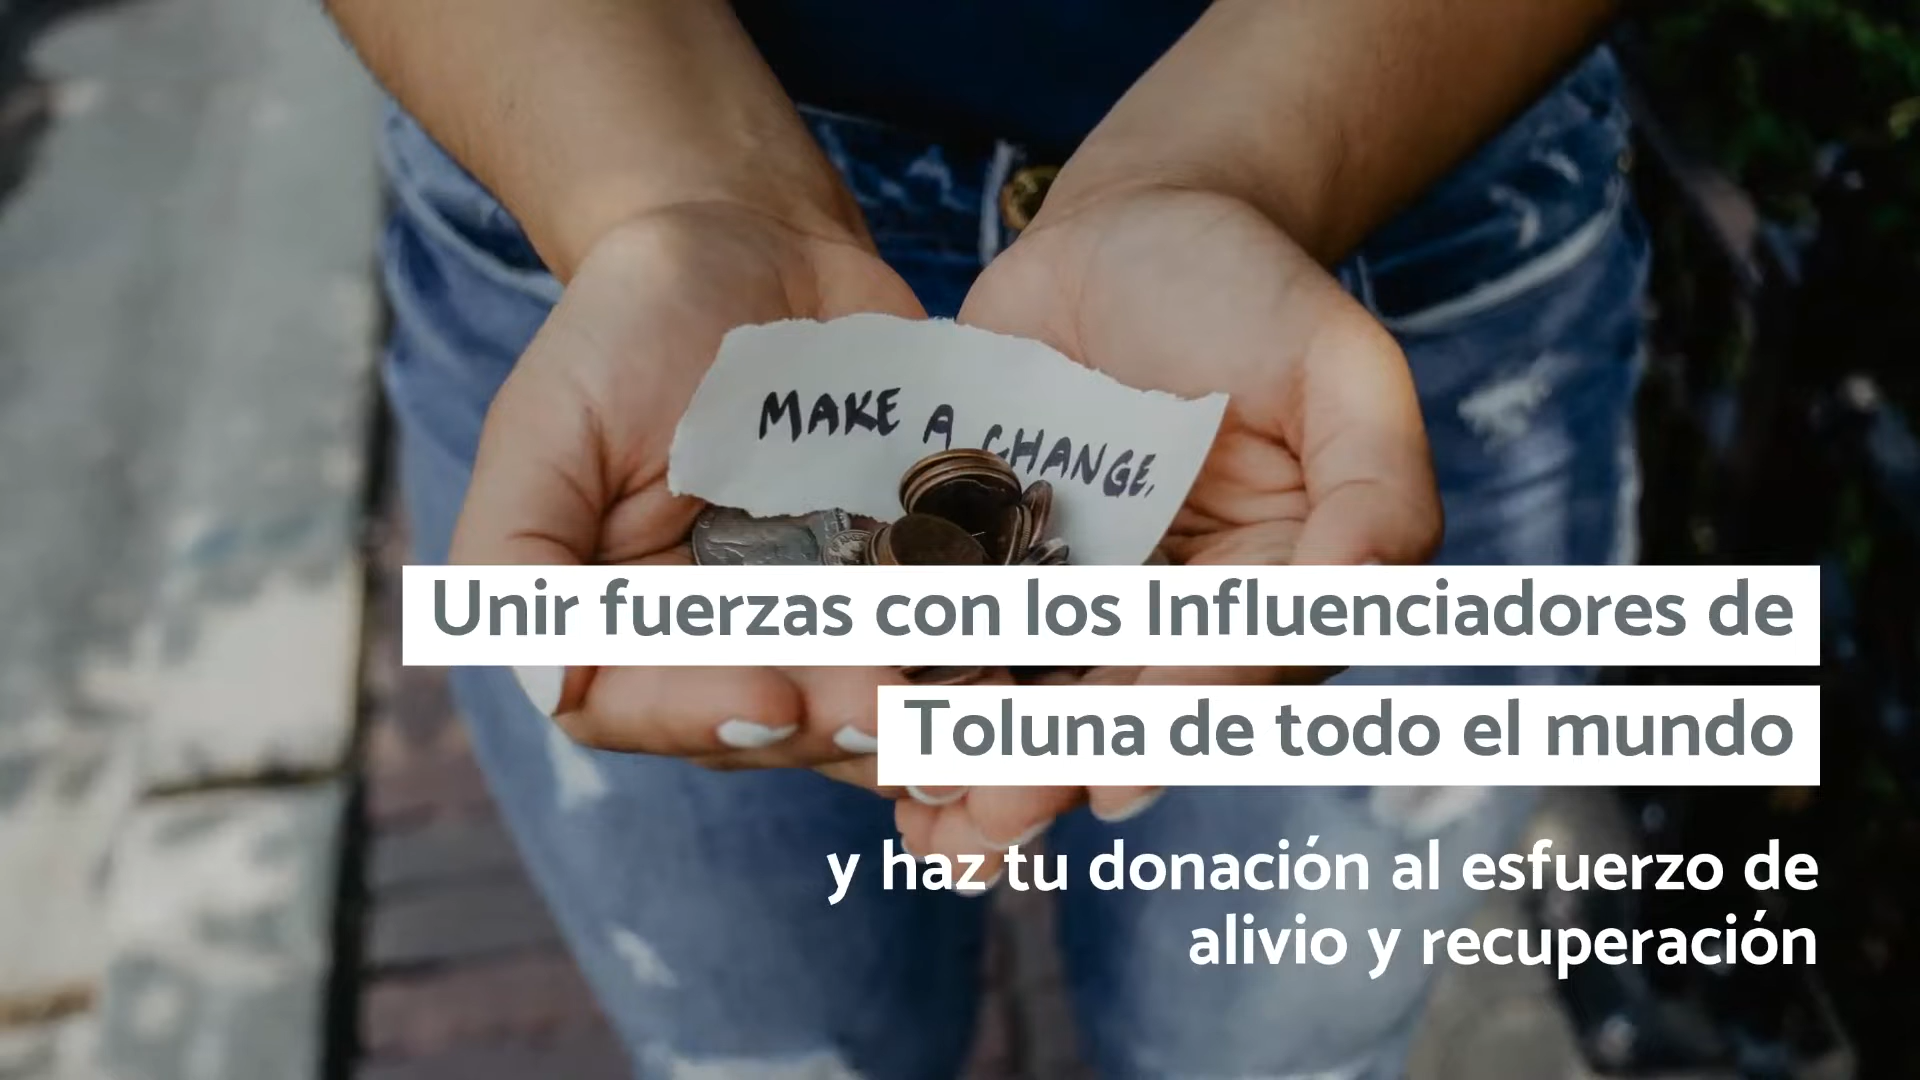 MAKE A CHANGE.
Unir fuerzas con los Influenciadores de
Toluna de todo el mundo
y haz tu donación al esfuerzo de
alivio y recuperación